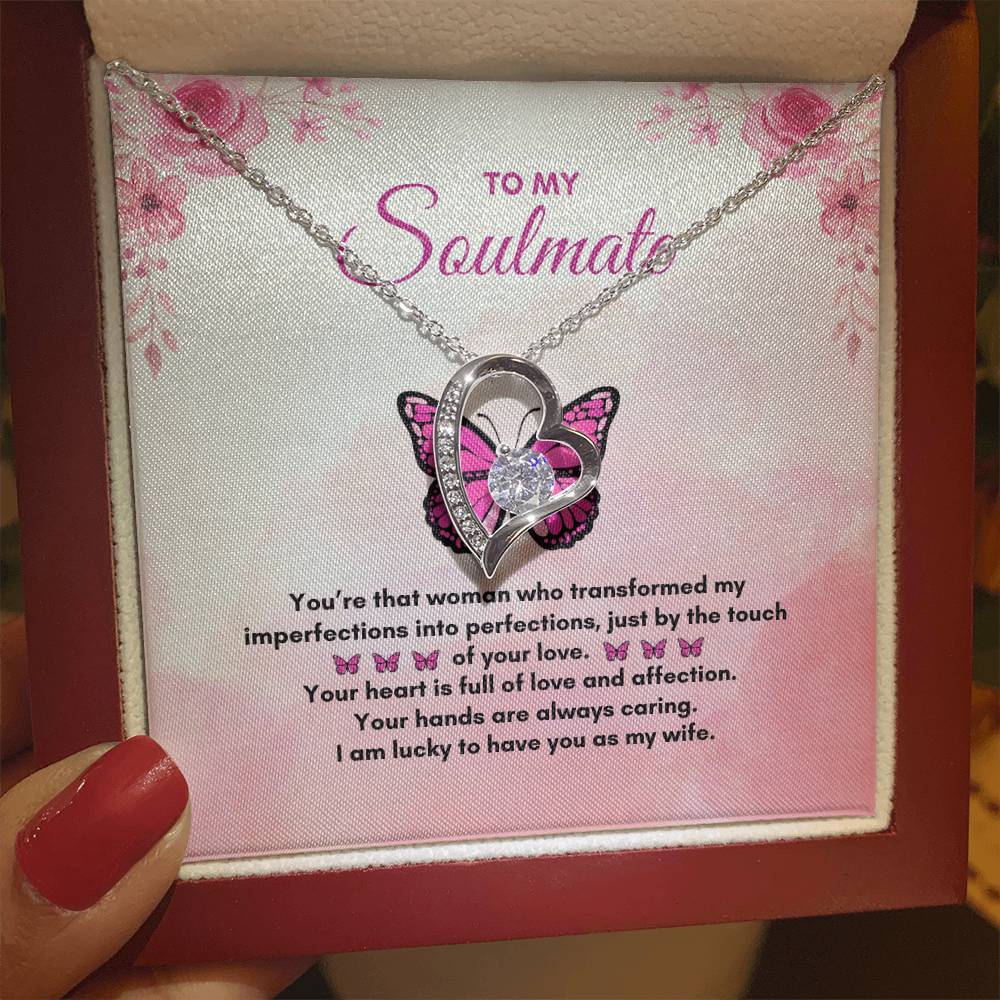 TO MY
Soulmate
You're that woman who transformed my
imperfections into perfections, just by the touch
of your love.
Your heart is full of love and affection.
Your hands are always caring.
I am lucky to have you as my wife.